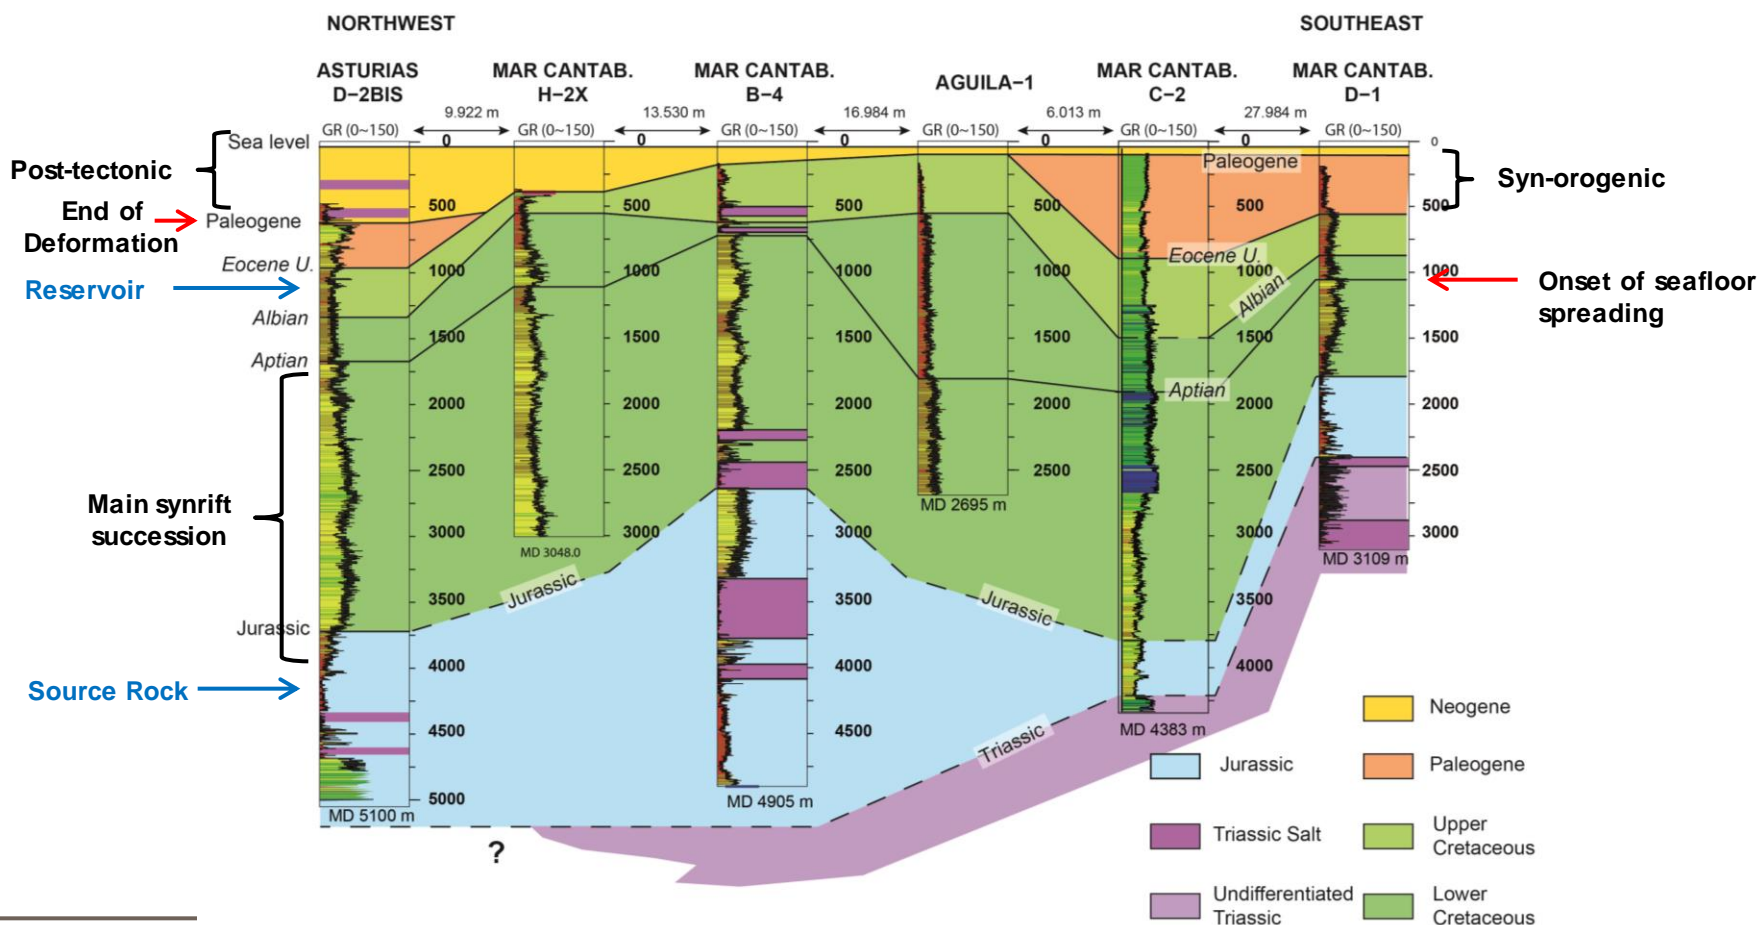 NORTHWEST
SOUTHEAST
ASTURIAS
D-2BIS
MAR CANTAB.
H-2X
MAR CANTAB.
B-4
AGUILA-1
MAR CANTAB.
C-2
MAR CANTAB.
D-1
9.922 m
13.530 m
16.984 m
6.013 m
27.984 m
GR (0~150)
0
GR (0~150)
0
GR (0~150)
0
GR (0~150)
0
GR (0~150)
0
GR (0~150)
0
Sea level
Post-tectonic
End of
Deformation
Paleogene
Eocene U.
Reservoir
Albian
Aptian
Main synrift
succession
Jurassic
Source Rock
500
1000
1500
2000
2500
3000
3500
4000
4500
5000
MD 5100 m
?
500
1000
1500
2000
2500
3000
MD 3048.0
Jurassic
500
1000
1500
2000
2500
3000
3500
4000
4500
MD 4905 m
500
1000
1500
2000
2500
MD 2695 m
Jurassic
Triassic
Paleogene
Eocene U.
Albian
Aptian
500
1000
1500
2000
2500
3000
3500
4000
MD 4383 m
500
1000
1500
2000
2500
3000
MD 3109 m
Syn-orogenic
Onset of seafloor
spreading
Neogene
Jurassic
Paleogene
Triassic Salt
Upper
Cretaceous
Undifferentiated
Triassic
Lower
Cretaceous